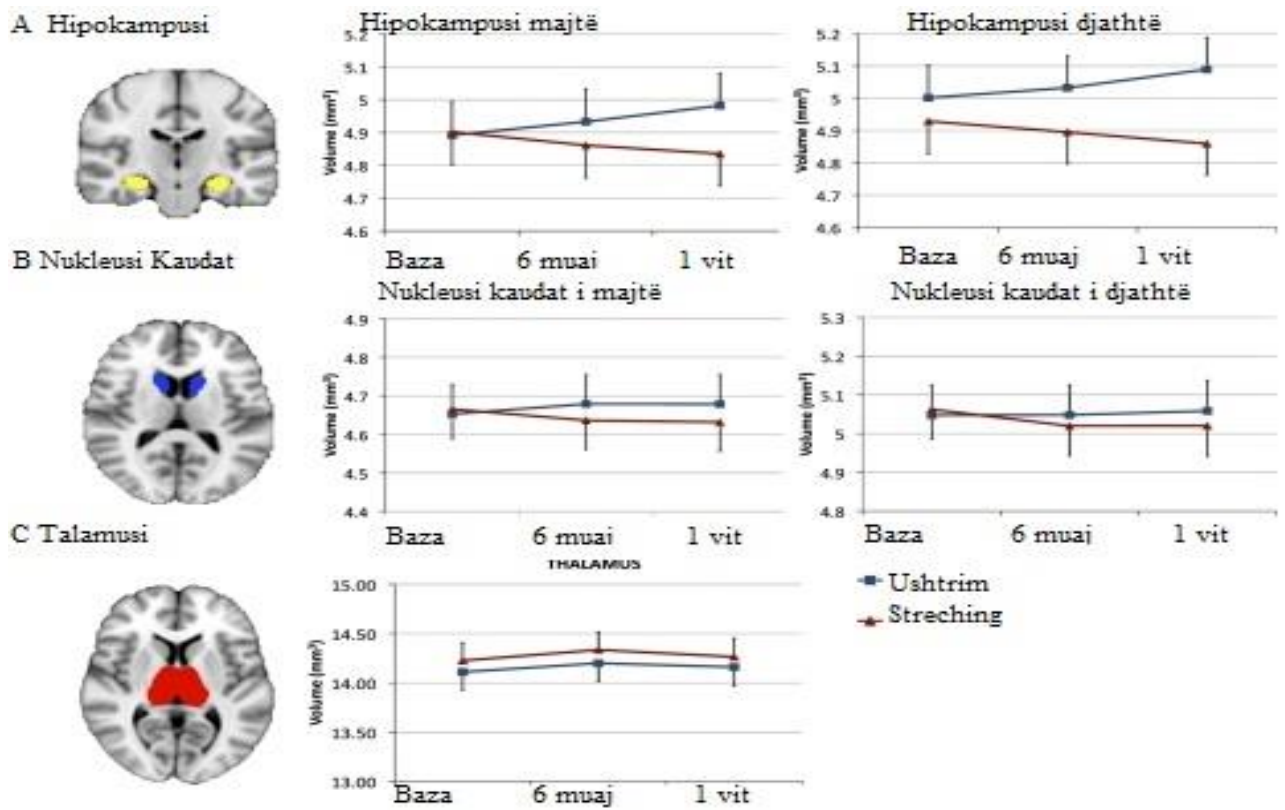 A Hipokampusi
Hipokampusi majtë
Hipokampusi djathtë
Volume (mm³)
5.2
5.1
5
4.9
4.8
4.7
4.6
Baza 6 muaj 1 vit
Volume (mm³)
5.2
5.1
5
4.9
4.8
4.7
4.6
Baza 6 muaj 1 vit
B Nukleusi Kaudat
Nukleusi kaudat i majtë
Nukleusi kaudat i djathtë
Volume (mm³)
4.9
4.8
4.7
4.6
4.5
4.4
Baza 6 muaj 1 vit
Volume (mm³)
5.3
5.2
5.1
5
4.9
4.8
Baza 6 muaj 1 vit
C Talamusi
THALAMUS
Volume (mm³)
15.00
14.50
14.00
13.50
13.00
Baza 6 muaj 1 vit
Ushtrim
Streching